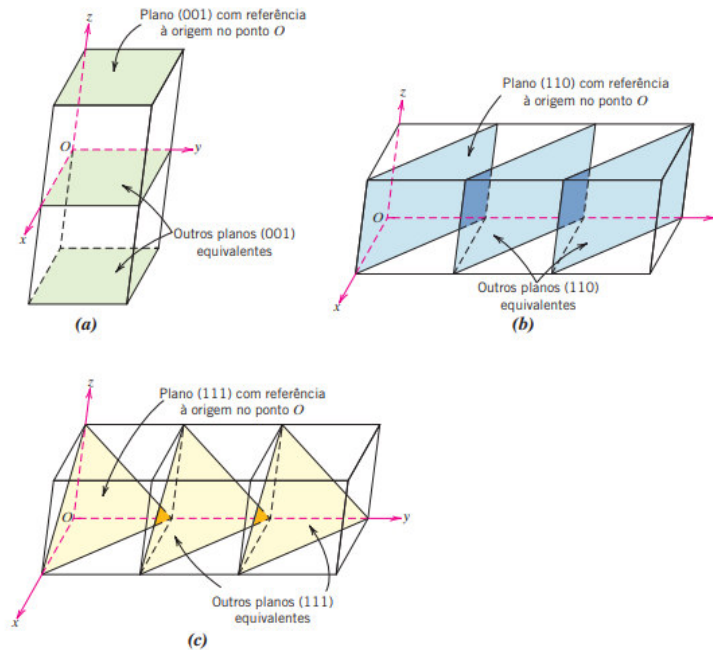 z
Plano (001) com referência
à origem no ponto O
O
y
x
Outros planos (001)
equivalentes
(a)
Plano (110) com referência
à origem no ponto O
z
O
x
Outros planos (110)
equivalentes
(b)
z
Plano (111) com referência
à origem no ponto O
O
y
x
Outros planos (111)
equivalentes
(c)